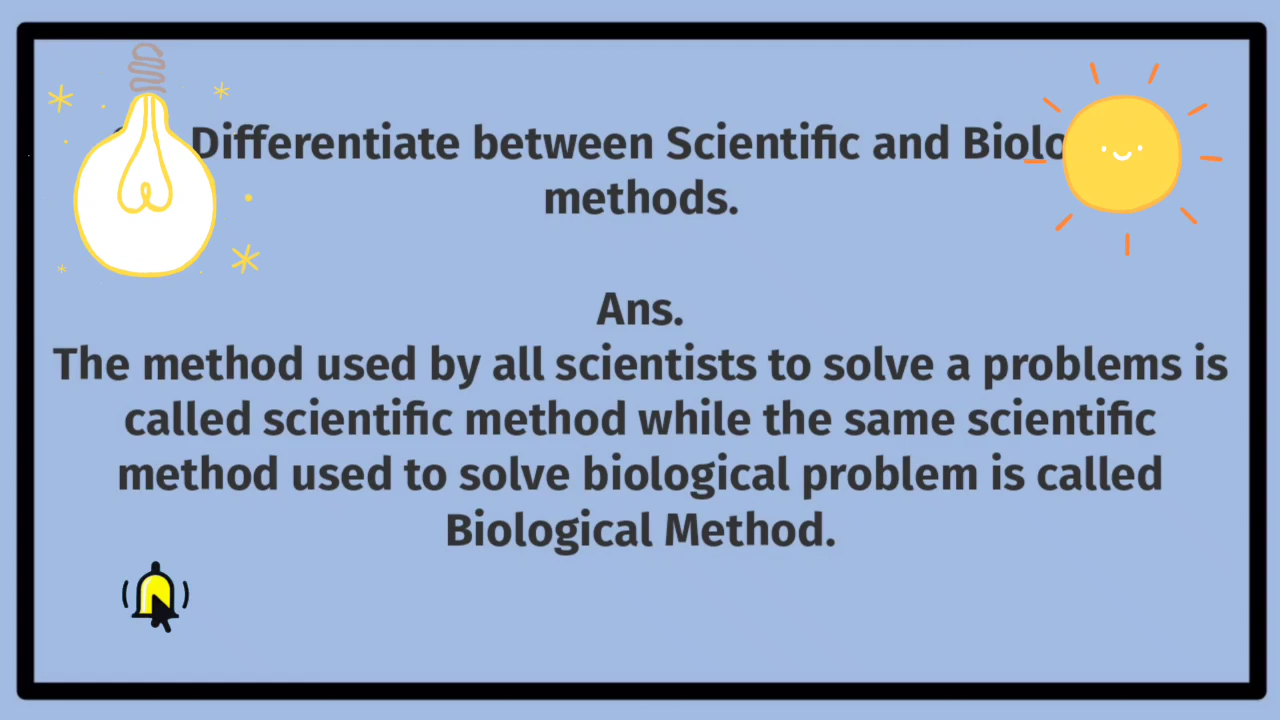 Differentiate between Scientific and Biolo
methods.
Ans.
The method used by all scientists to solve a problems is
called scientific method while the same scientific
method used to solve biological problem is called
Biological Method.